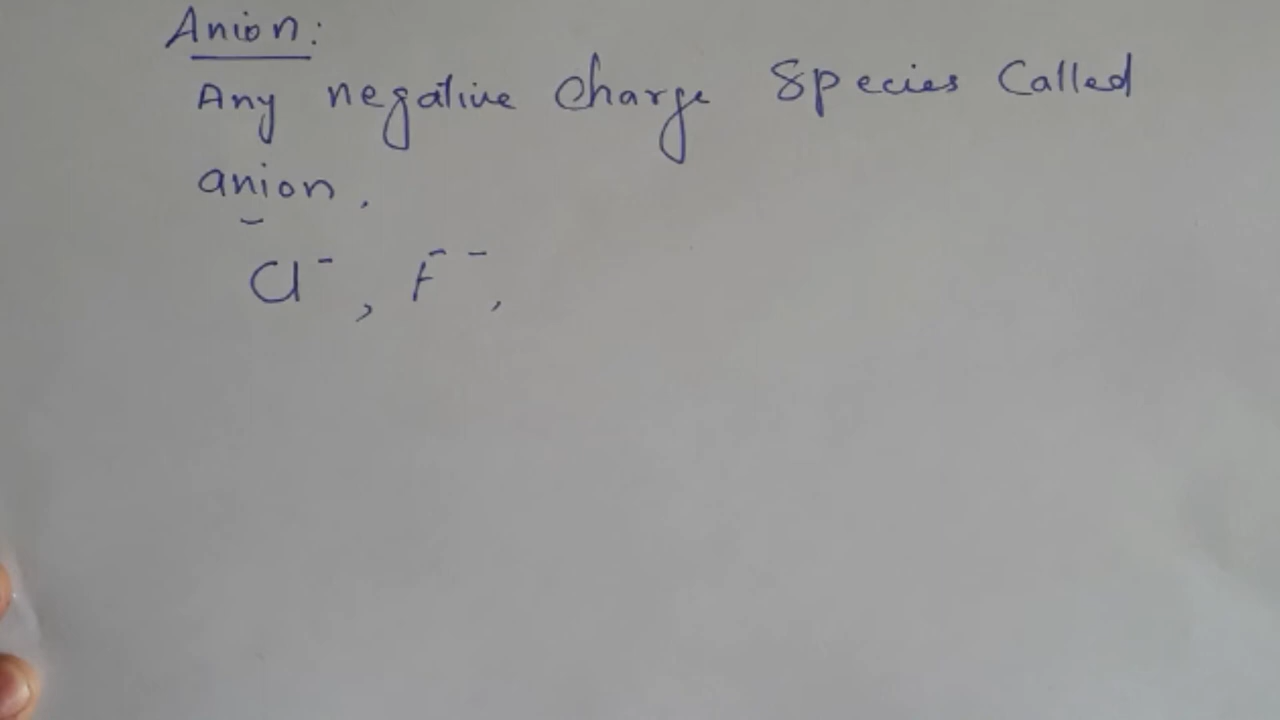 Anion:
Any negative charge species called
anion.
Cl⁻, F⁻,